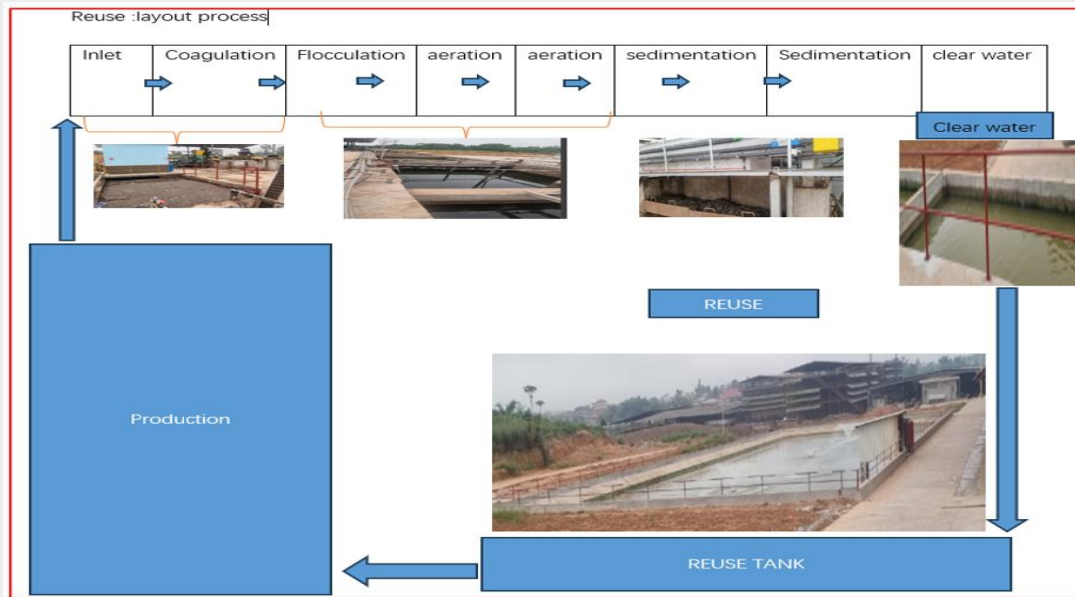 Reuse :layout process
Inlet
Coagulation
Flocculation
aeration
aeration
sedimentation
Sedimentation
clear water
Clear water
REUSE
Production
REUSE TANK